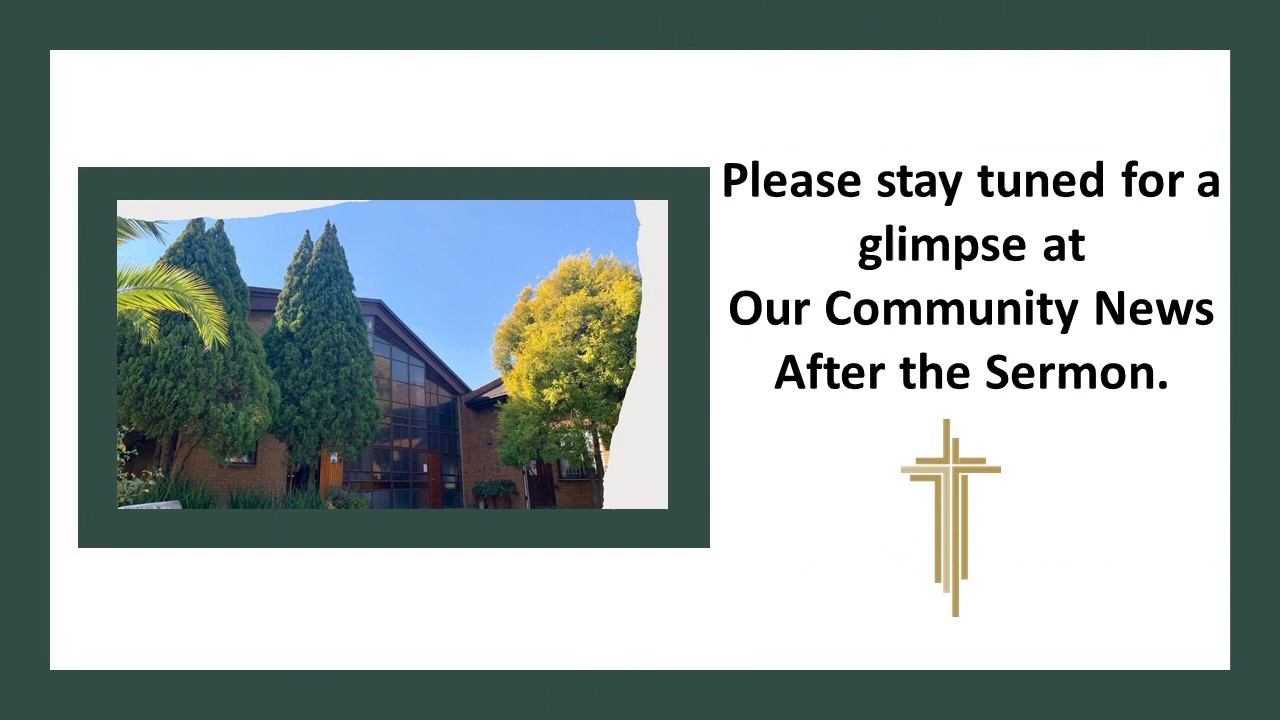 Please stay tuned for a
glimpse at
Our Community News
After the Sermon.